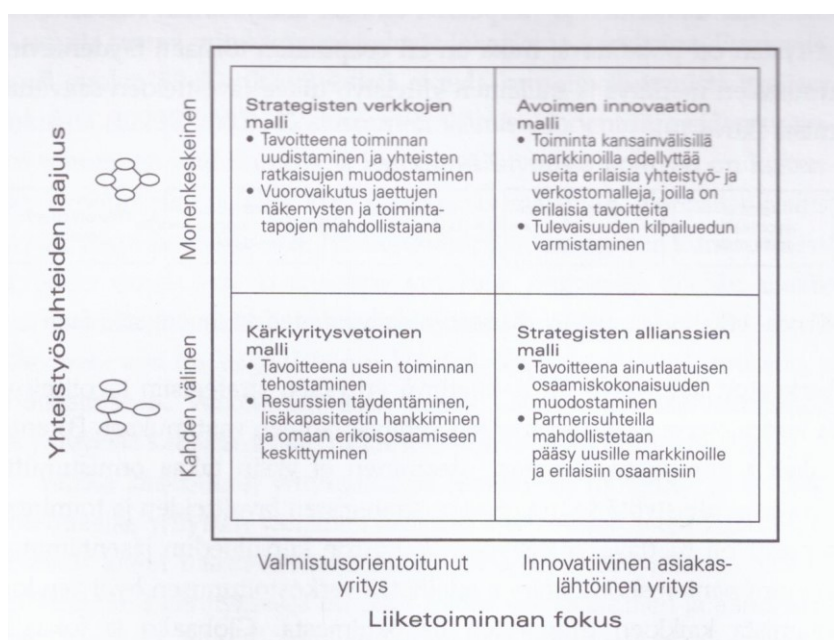 Yhteistyösunteiden laajuus
Monenkeskeinen
Kahden välinen
Strategisten verkkojen
malli
• Tavoitteena toiminnan
uudistaminen ja yhteisten
ratkaisujen muodostaminen
• Vuorovaikutus jaettujen
näkemysten ja toiminta-
tapojen mahdollistajana
Avoimen innovaation
malli
• Toiminta kansainvälisillä
markkinoilla edellyttää
useita erilaisia yhteistyö- ja
verkostomalleja, joilla on
erilaisia tavoitteita
• Tulevaisuuden kilpailuedun
varmistaminen
Kärkiyritysvetoinen
malli
• Tavoitteena usein toiminnan
tehostaminen
• Resurssien täydentäminen,
lisäkapasiteetin hankkiminen
ja omaan erikoisosaamiseen
keskittyminen
Strategisten allianssien
malli
• Tavoitteena ainutlaatuisen
osaamiskokonaisuuden
muodostaminen
• Partnerisuhteilla
mahdollistetaan
pääsy uusille markkinoille
ja erilaisiin osaamisiin
Valmistusorientoitunut
yritys
Innovatiivinen asiakas-
lähtöinen yritys
Liiketoiminnan fokus